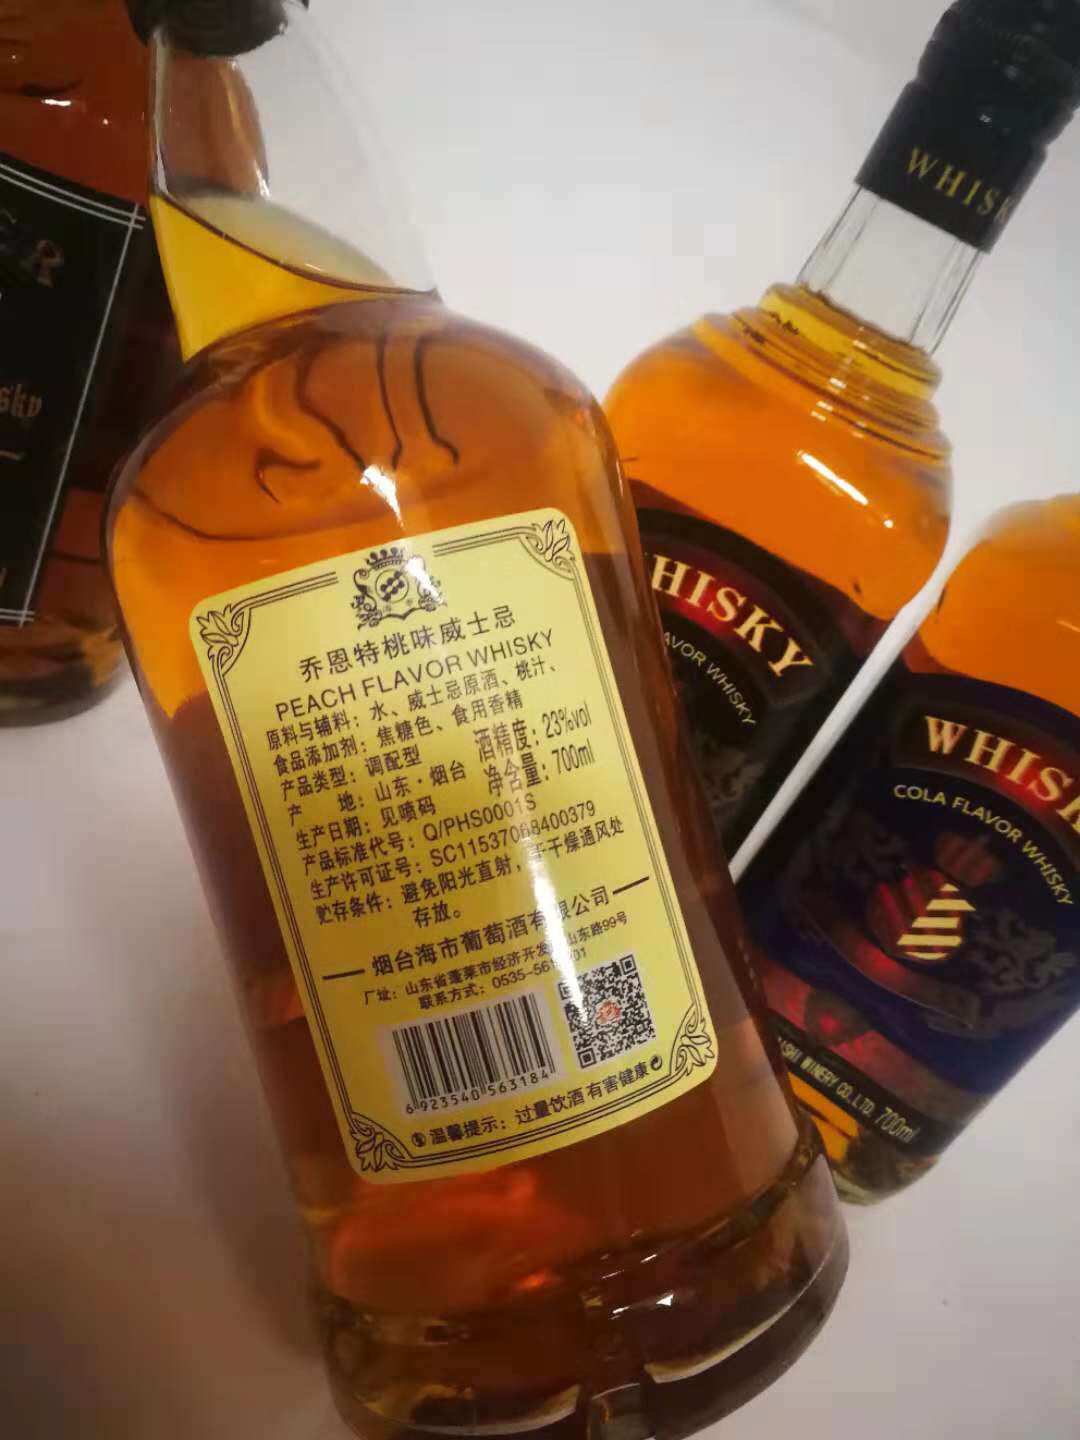 乔恩特桃味威士忌
PEACH FLAVOR WHISKY
原料与辅料：水、威士忌原酒、桃汁、
食品添加剂：焦糖色、食用香精
产品类型：调配型 酒精度：23%vol
产 地：山东·烟台 净含量：700ml
生产日期：见喷码
产品标准代号：Q/PHS0001S
生产许可证号：SC11537068400379
贮存条件：避免阳光直射，于干燥通风处
存放。
烟台海市葡萄酒有限公司
厂址：山东省蓬莱市经济开发 山东路99号
联系方式：0535-56 01
6 923540 563184
温馨提示：过量饮酒 有害健康
WHISKY
WHISKY
AVOR WHISKY
WHISK
COLA FLAVOR WHISKY
WINERY CO.,LTD. 700ml
R
sky